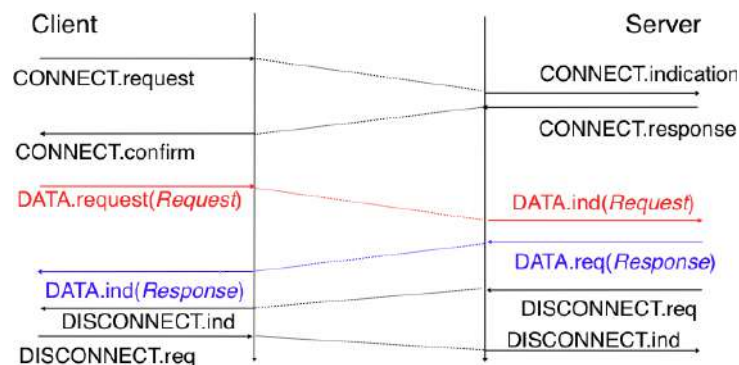 Client
Server
CONNECT.request
CONNECT.indication
CONNECT.response
CONNECT.confirm
DATA.request(Request)
DATA.ind(Request)
DATA.req(Response)
DATA.ind(Response)
DISCONNECT.req
DISCONNECT.ind
DISCONNECT.ind
DISCONNECT.req